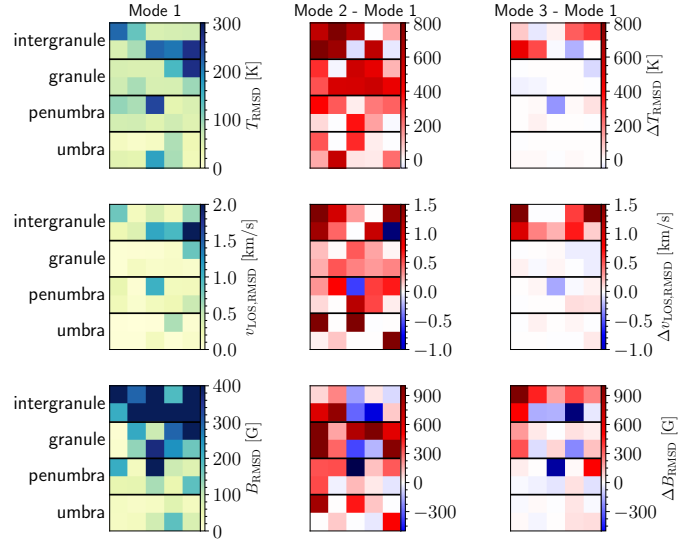 Mode 1 Mode 2 - Mode 1 Mode 3 - Mode 1
intergranule
granule
penumbra
umbra
300
200
100
0
T_RMSD [K]
800
600
400
200
0
800
600
400
200
0
ΔT_RMSD [K]
intergranule
granule
penumbra
umbra
2.0
1.5
1.0
0.5
0.0
v_LOS,RMSD [km/s]
1.5
1.0
0.5
0.0
−0.5
−1.0
1.5
1.0
0.5
0.0
−0.5
−1.0
Δv_LOS,RMSD [km/s]
intergranule
granule
penumbra
umbra
400
300
200
100
0
B_RMSD [G]
900
600
300
0
−300
900
600
300
0
−300
ΔB_RMSD [G]